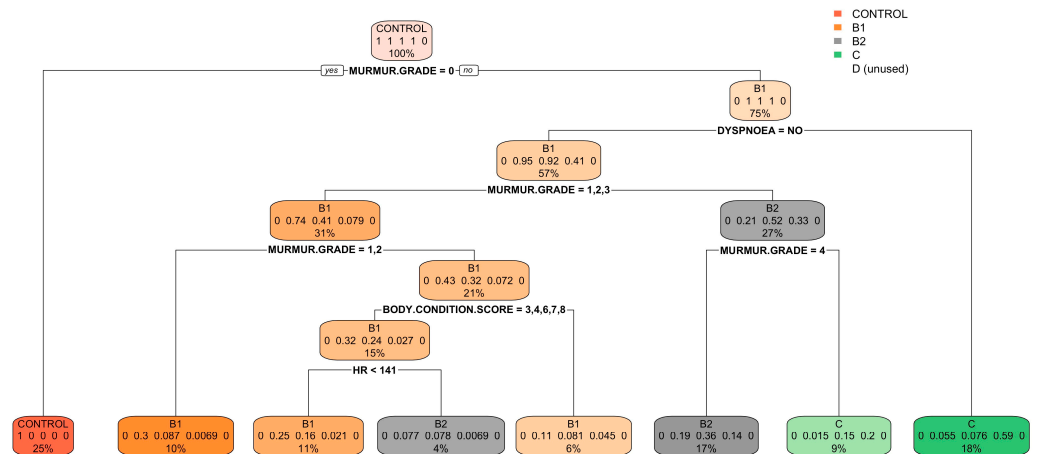 CONTROL
B1
B2
C
D (unused)
CONTROL
1 1 1 1 0
100%
yes MURMUR.GRADE = 0 no
B1
0 1 1 1 0
75%
DYSPNOEA = NO
B1
0 0.95 0.92 0.41 0
57%
MURMUR.GRADE = 1,2,3
B1
0 0.74 0.41 0.079 0
31%
B2
0 0.21 0.52 0.33 0
27%
MURMUR.GRADE = 1,2
MURMUR.GRADE = 4
B1
0 0.43 0.32 0.072 0
21%
BODY.CONDITION.SCORE = 3,4,6,7,8
B1
0 0.32 0.24 0.027 0
15%
HR < 141
CONTROL
1 0 0 0 0
25%
B1
0 0.3 0.087 0.0069 0
10%
B1
0 0.25 0.16 0.021 0
11%
B2
0 0.077 0.078 0.0069 0
4%
B1
0 0.11 0.081 0.045 0
6%
B2
0 0.19 0.36 0.14 0
17%
C
0 0.015 0.15 0.2 0
9%
C
0 0.055 0.076 0.59 0
18%